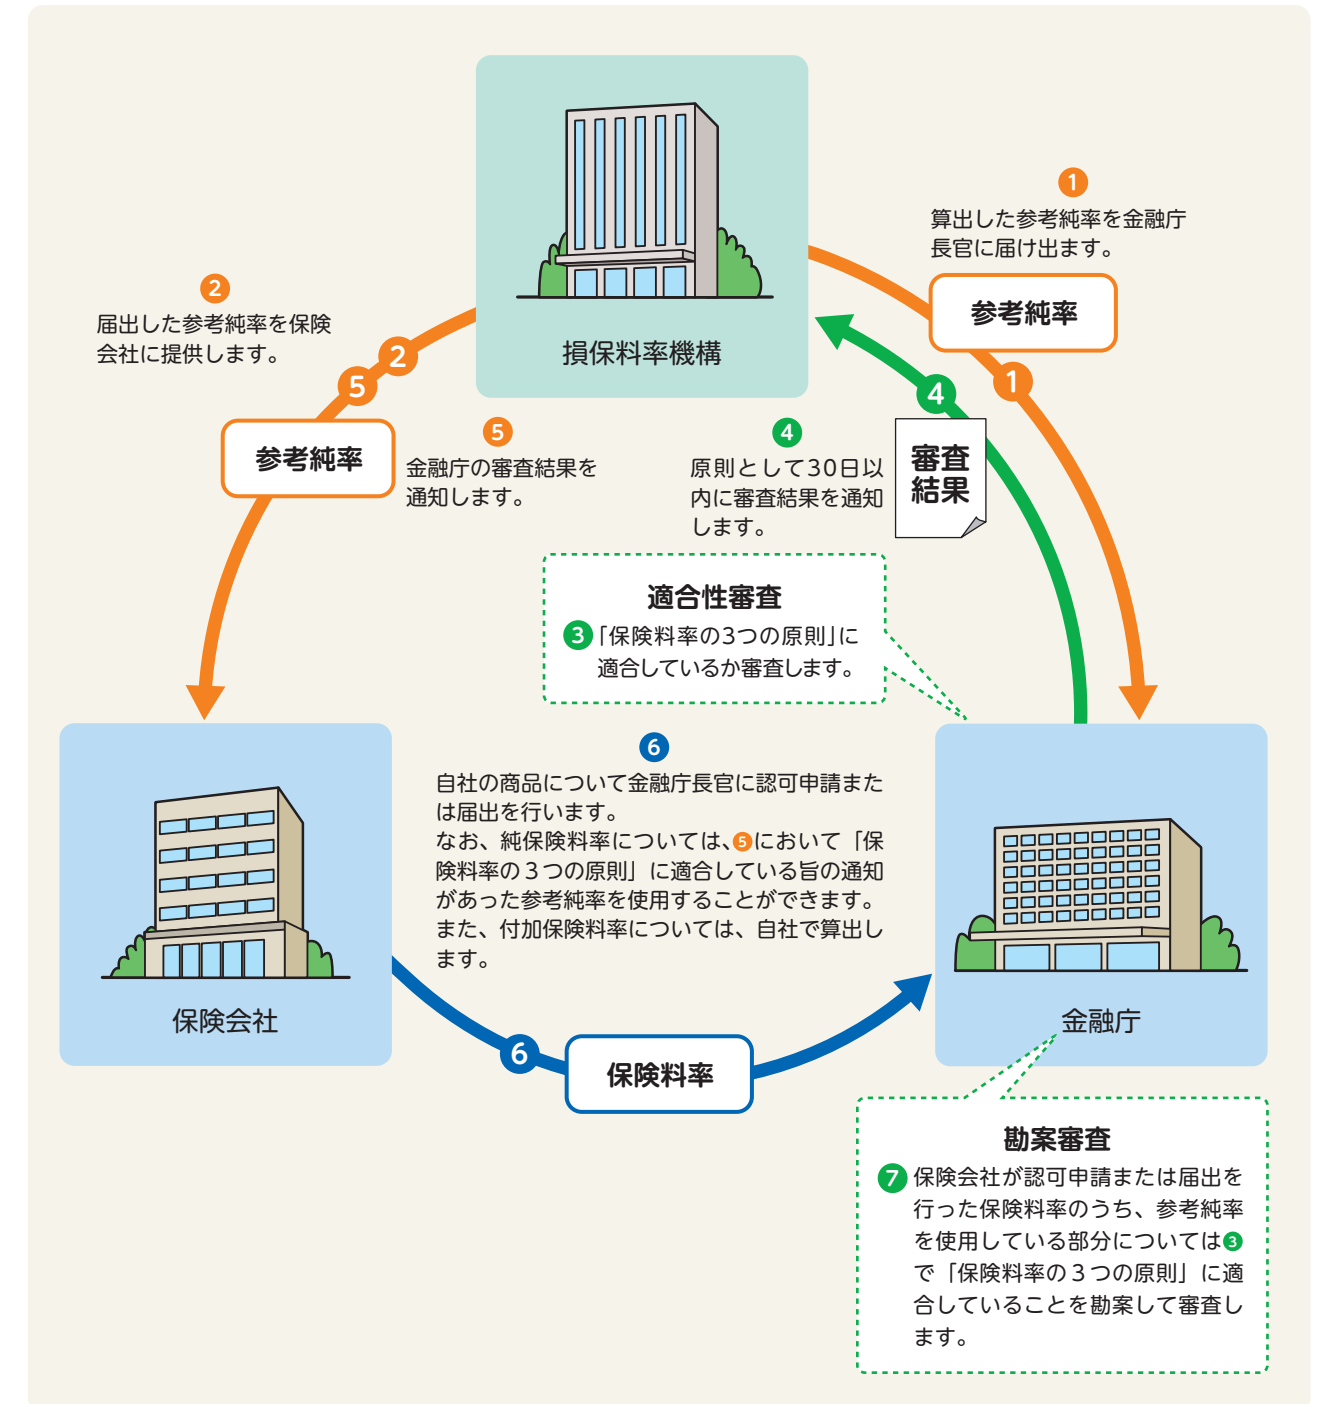 損保料率機構
❶
算出した参考純率を金融庁
長官に届け出ます。
参考純率
1
❷
届出した参考純率を保険
会社に提供します。
2
5
参考純率
❺
金融庁の審査結果を
通知します。
❹
原則として30日以
内に審査結果を通知
します。
4
審査
結果
適合性審査
❸「保険料率の3つの原則」に
適合しているか審査します。
❻
自社の商品について金融庁長官に認可申請また
は届出を行います。
なお、純保険料率については、❺において「保
険料率の３つの原則」に適合している旨の通知
があった参考純率を使用することができます。
また、付加保険料率については、自社で算出し
ます。
保険会社
金融庁
6
保険料率
勘案審査
❼保険会社が認可申請または届出を
行った保険料率のうち、参考純率
を使用している部分については❸
で「保険料率の３つの原則」に適
合していることを勘案して審査し
ます。